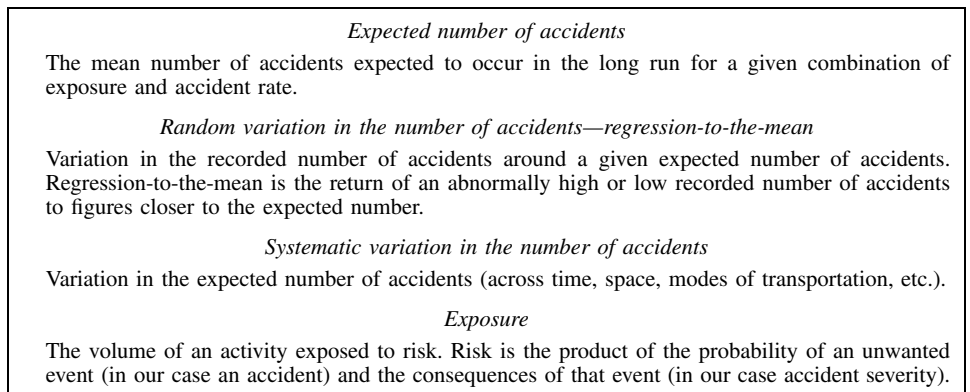 Expected number of accidents
The mean number of accidents expected to occur in the long run for a given combination of
exposure and accident rate.
Random variation in the number of accidents—regression-to-the-mean
Variation in the recorded number of accidents around a given expected number of accidents.
Regression-to-the-mean is the return of an abnormally high or low recorded number of accidents
to figures closer to the expected number.
Systematic variation in the number of accidents
Variation in the expected number of accidents (across time, space, modes of transportation, etc.).
Exposure
The volume of an activity exposed to risk. Risk is the product of the probability of an unwanted
event (in our case an accident) and the consequences of that event (in our case accident severity).